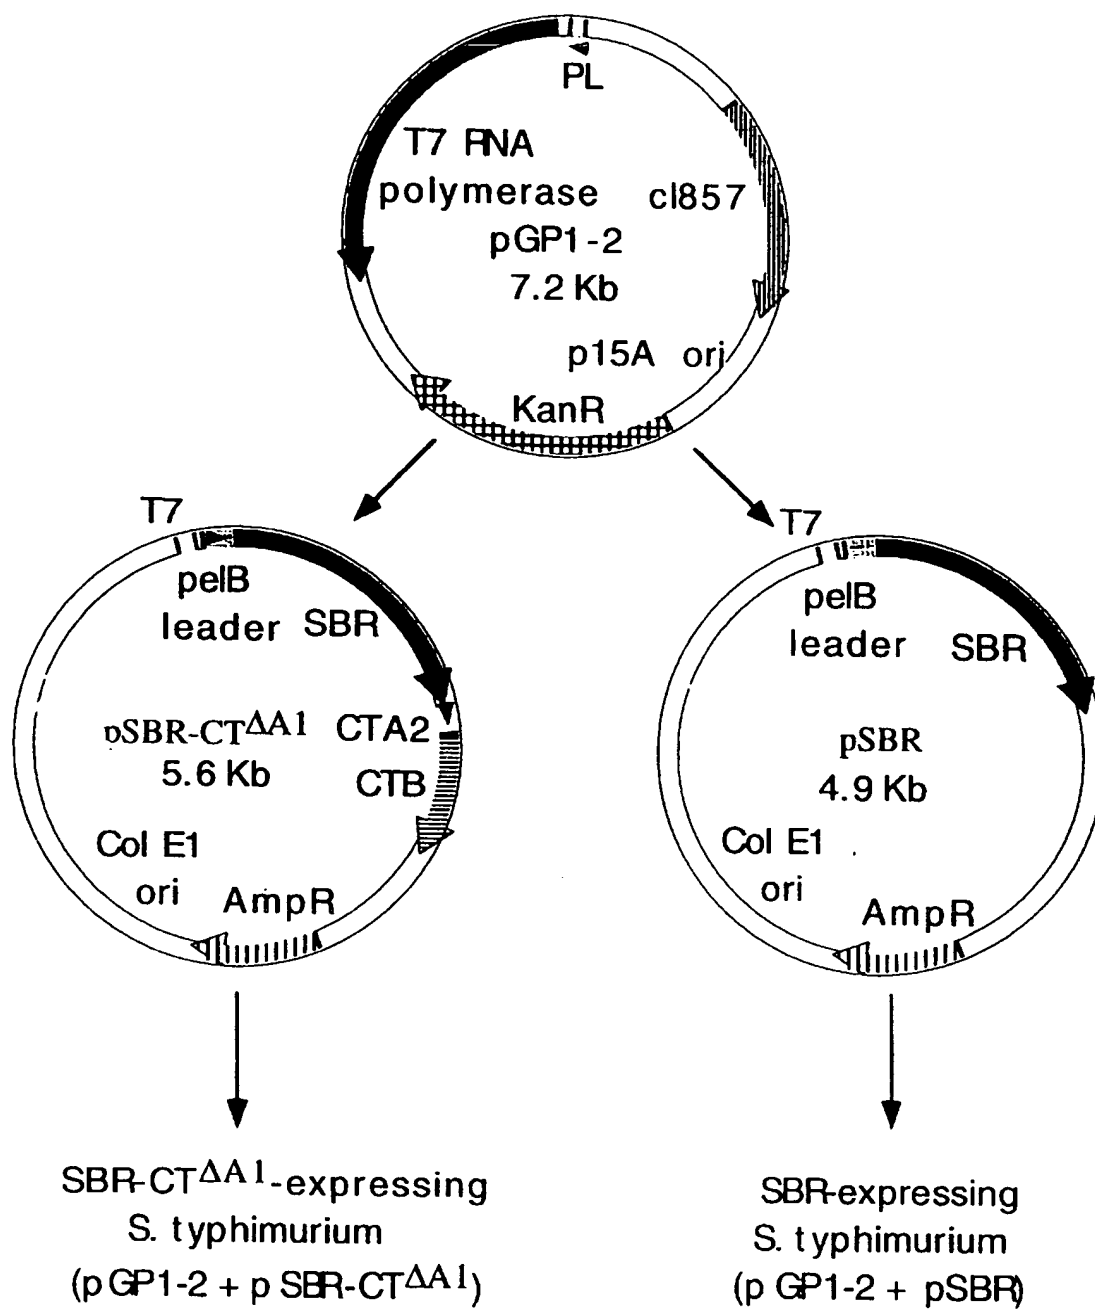 PL
T7 RNA
polymerase
cI857
pGP1-2
7.2 Kb
p15A ori
KanR
T7
pelB
leader
SBR
pSBR-CTΔA1
5.6 Kb
CTA2
CTB
Col E1
ori
AmpR
T7
pelB
leader
SBR
pSBR
4.9 Kb
Col E1
ori
AmpR
SBR-CTΔA1-expressing
S. typhimurium
(pGP1-2 + pSBR-CTΔA1)
SBR-expressing
S. typhimurium
(pGP1-2 + pSBR)